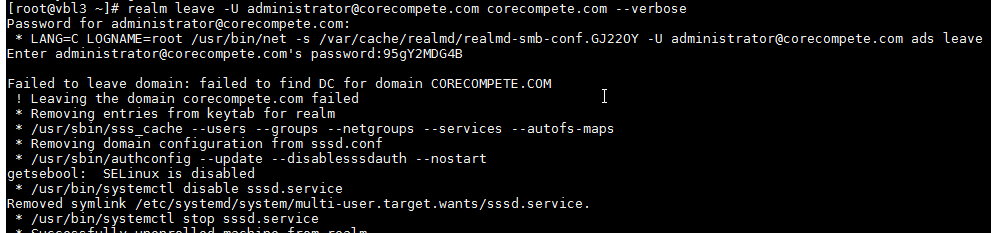 [root@vbl3 ~]# realm leave -U administrator@corecompete.com corecompete.com --verbose
Password for administrator@corecompete.com:
 * LANG=C LOGNAME=root /usr/bin/net -s /var/cache/realmd/realmd-smb-conf.GJ22OY -U administrator@corecompete.com ads leave
Enter administrator@corecompete.com's password:95gY2MDG4B
Failed to leave domain: failed to find DC for domain CORECOMPETE.COM
 ! Leaving the domain corecompete.com failed
 * Removing entries from keytab for realm
 * /usr/sbin/sss_cache --users --groups --netgroups --services --autofs-maps
 * Removing domain configuration from sssd.conf
 * /usr/sbin/authconfig --update --disablesssdauth --nostart
getsebool:  SELinux is disabled
 * /usr/bin/systemctl disable sssd.service
Removed symlink /etc/systemd/system/multi-user.target.wants/sssd.service.
 * /usr/bin/systemctl stop sssd.service
 * Successfully unenrolled machine from realm